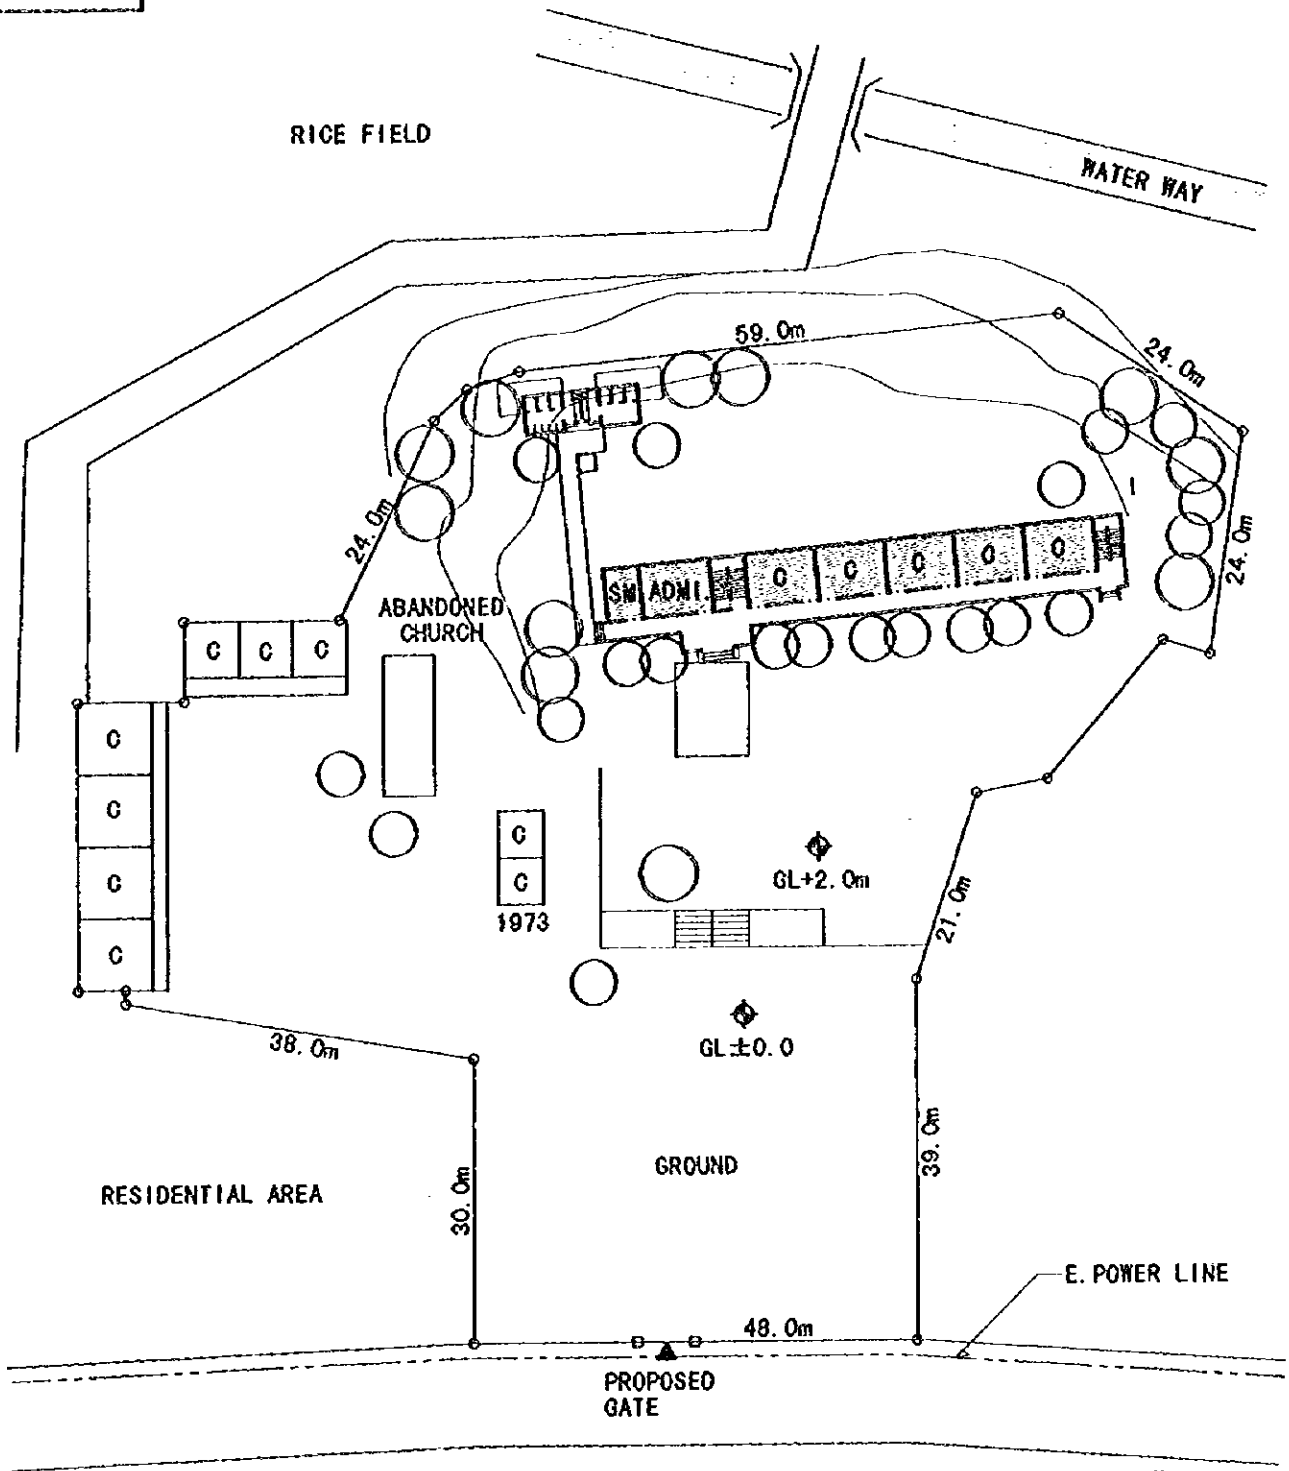 RICE FIELD
WATER WAY
59.0m
24.0m
24.0m
24.0m
SM ADMI. C C C C C
ABANDONED
CHURCH
C C C
C
C
C
C
C
C
1973
GL+2.0m
21.0m
GL±0.0
38.0m
39.0m
GROUND
RESIDENTIAL AREA
30.0m
E.POWER LINE
48.0m
PROPOSED
GATE